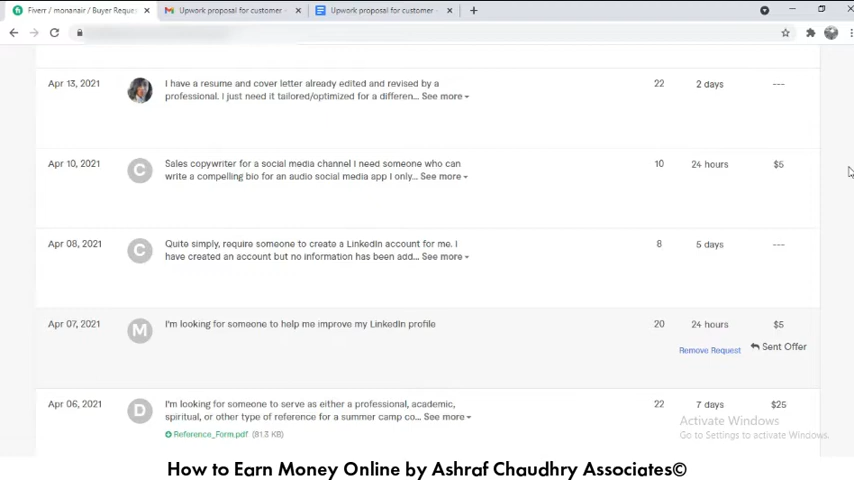 Fiverr / monanair / Buyer Reque
Upwork proposal for customer -
Upwork proposal for customer -
Apr 13, 2021
I have a resume and cover letter already edited and revised by a
professional. I just need it tailored/optimized for a differen... See more
22
2 days
---
Apr 10, 2021
C
Sales copywriter for a social media channel I need someone who can
write a compelling bio for an audio social media app I only... See more
10
24 hours
$5
Apr 08, 2021
C
Quite simply, require someone to create a LinkedIn account for me. I
have created an account but no information has been add... See more
8
5 days
---
Apr 07, 2021
M
I'm looking for someone to help me improve my LinkedIn profile
20
24 hours
$5
Remove Request
Sent Offer
Apr 06, 2021
D
I'm looking for someone to serve as either a professional, academic,
spiritual, or other type of reference for a summer camp co... See more
22
7 days
$25
Reference_Form.pdf (81.3 KB)
Activate Windows
Go to Settings to activate Windows.
How to Earn Money Online by Ashraf Chaudhry Associates©